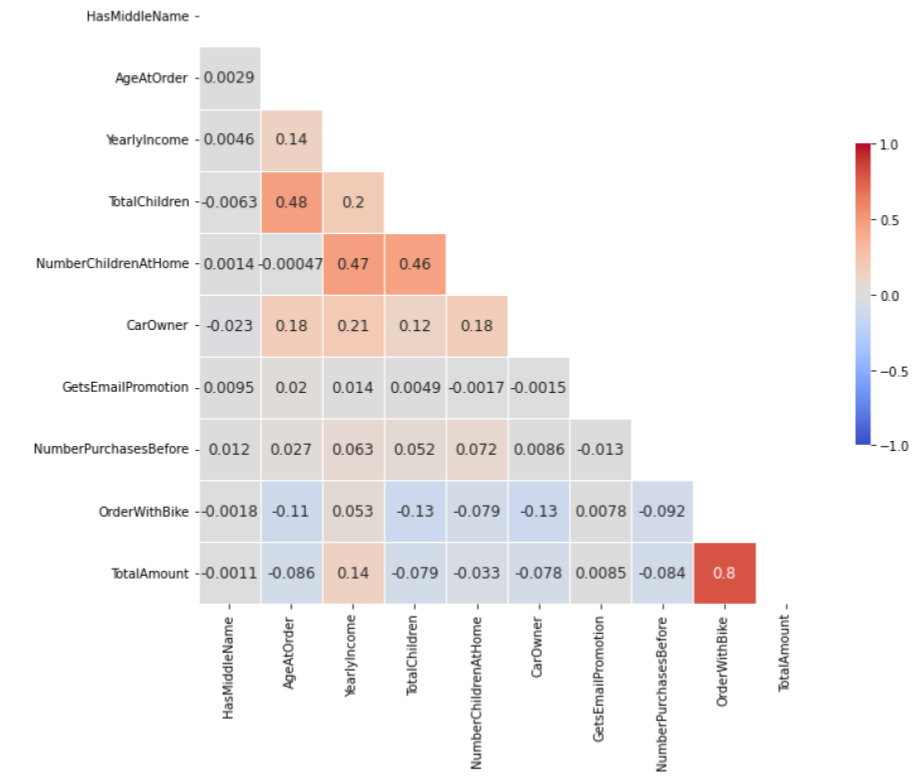 HasMiddleName
AgeAtOrder 0.0029
YearlyIncome 0.0046 0.14
TotalChildren -0.0063 0.48 0.2
NumberChildrenAtHome 0.0014 -0.00047 0.47 0.46
CarOwner -0.023 0.18 0.21 0.12 0.18
GetsEmailPromotion 0.0095 0.02 0.014 0.0049 -0.0017 -0.0015
NumberPurchasesBefore 0.012 0.027 0.063 0.052 0.072 0.0086 -0.013
OrderWithBike -0.0018 -0.11 0.053 -0.13 -0.079 -0.13 0.0078 -0.092
TotalAmount -0.0011 -0.086 0.14 -0.079 -0.033 -0.078 0.0085 -0.084 0.8
HasMiddleName
AgeAtOrder
YearlyIncome
TotalChildren
NumberChildrenAtHome
CarOwner
GetsEmailPromotion
NumberPurchasesBefore
OrderWithBike
TotalAmount
1.0
0.5
0.0
-0.5
-1.0